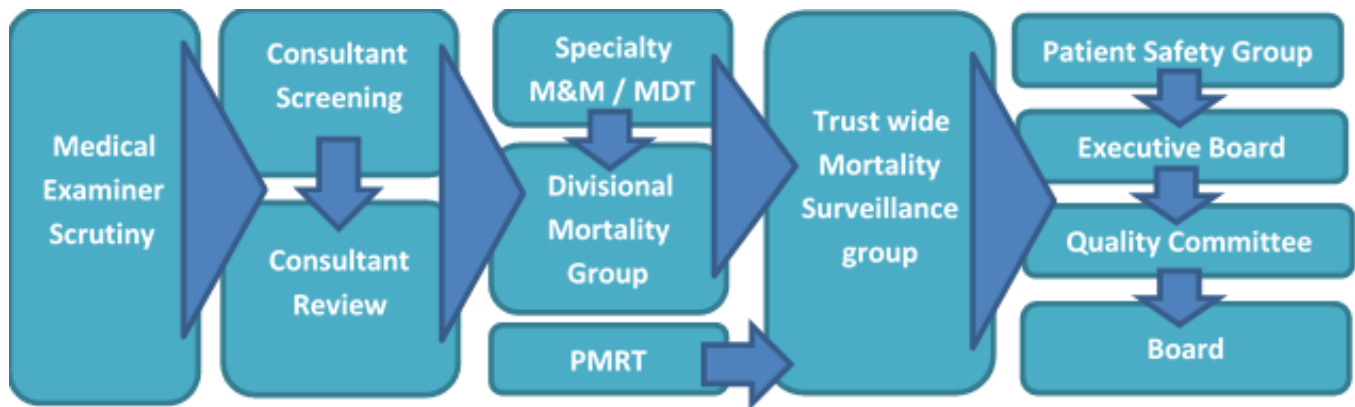 Medical
Examiner
Scrutiny
Consultant
Screening
Consultant
Review
Specialty
M&M / MDT
Divisional
Mortality
Group
PMRT
Trust wide
Mortality
Surveillance
group
Patient Safety Group
Executive Board
Quality Committee
Board